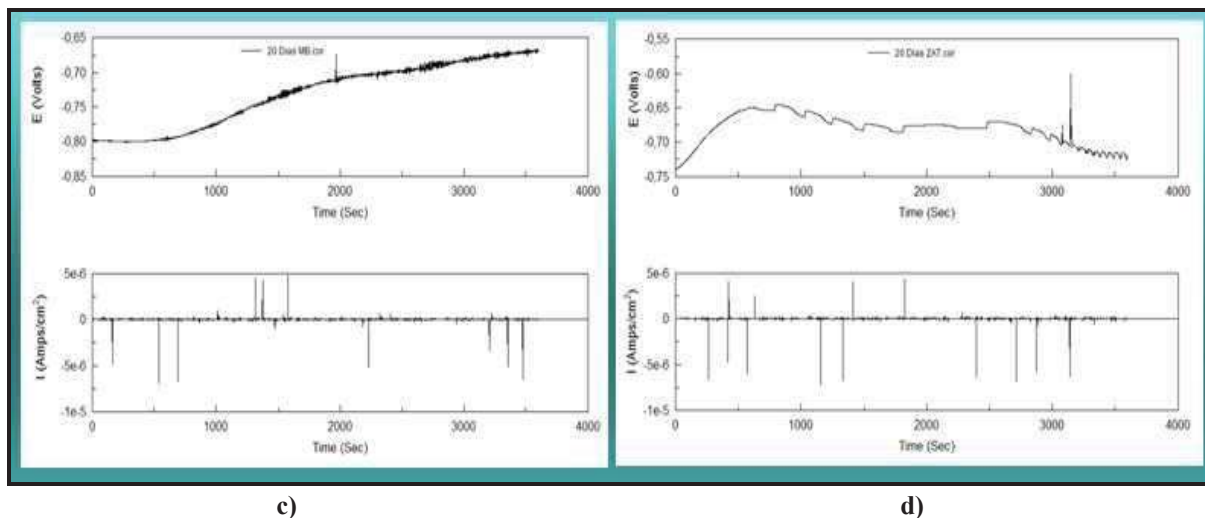 -0,65
-0,70
-0,75
-0,80
-0,85
E (Volts)
20 Dias MB.cor
0
1000
2000
3000
4000
Time (Sec)
5e-6
0
-5e-6
-1e-5
I (Amps/cm²)
0
1000
2000
3000
4000
Time (Sec)
c)
-0,55
-0,60
-0,65
-0,70
-0,75
E (Volts)
20 Dias ZAT.cor
0
1000
2000
3000
4000
Time (Sec)
5e-6
0
-5e-6
-1e-5
I (Amps/cm²)
0
1000
2000
3000
4000
Time (Sec)
d)